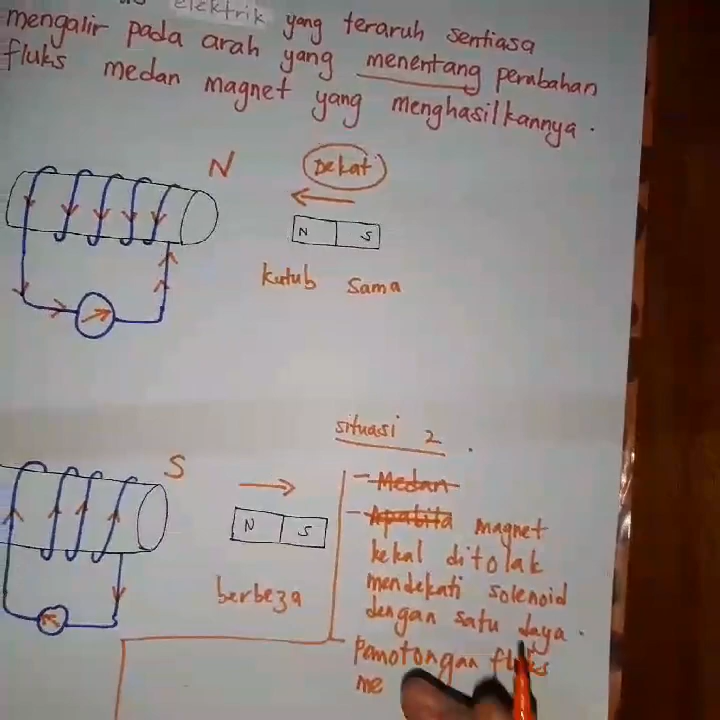 elektrik yang teraruh sentiasa
mengalir pada arah yang menentang perubahan
fluks medan magnet yang menghasilkannya.
N
Dekat
N S
kutub sama
situasi 2.
S
- Medan
N S
- Apabila magnet
kekal ditolak
mendekati solenoid
berbeza
dengan satu daya.
- Pemotongan fluks
me